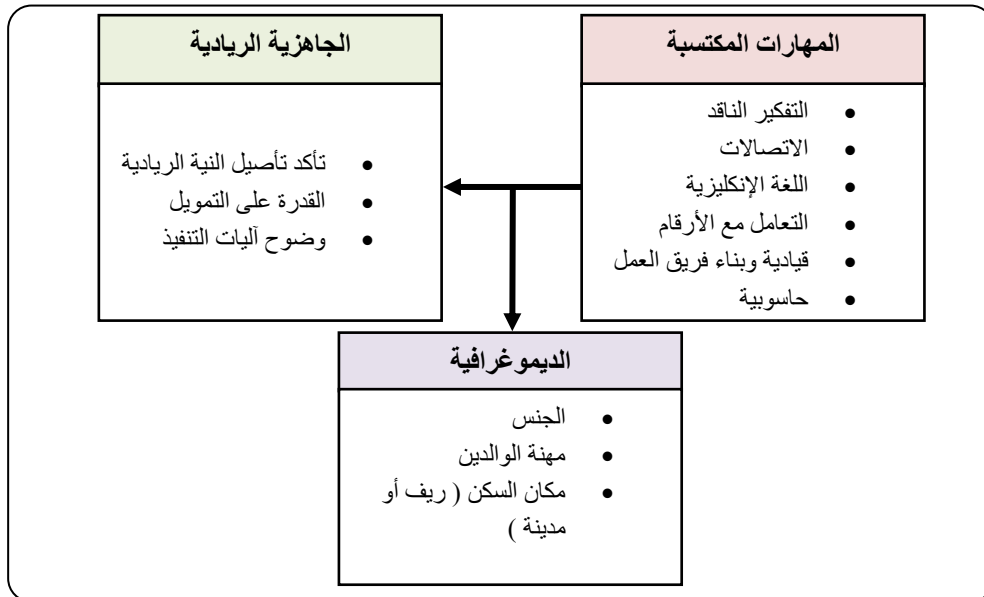 المهارات المكتسبة
• التفكير الناقد
• الاتصالات
• اللغة الإنكليزية
• التعامل مع الأرقام
• قيادية وبناء فريق العمل
• حاسوبية
الجاهزية الريادية
• تأكد تأصيل النية الريادية
• القدرة على التمويل
• وضوح آليات التنفيذ
الديموغرافية
• الجنس
• مهنة الوالدين
• مكان السكن ( ريف أو
مدينة )